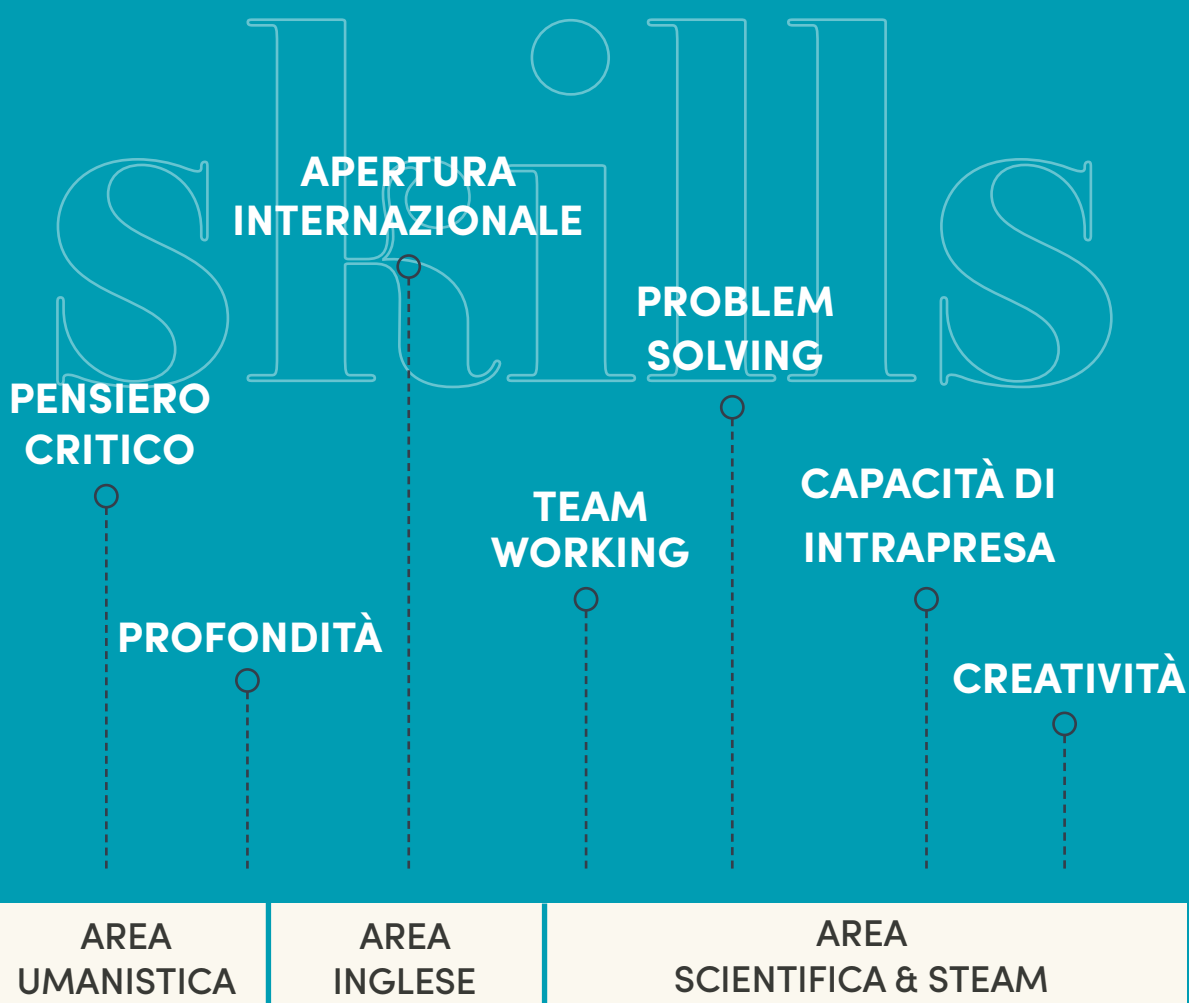 skills
APERTURA
INTERNAZIONALE
PROBLEM
SOLVING
PENSIERO
CRITICO
TEAM
WORKING
CAPACITÀ DI
INTRAPRESA
PROFONDITÀ
CREATIVITÀ
AREA
UMANISTICA
AREA
INGLESE
AREA
SCIENTIFICA & STEAM